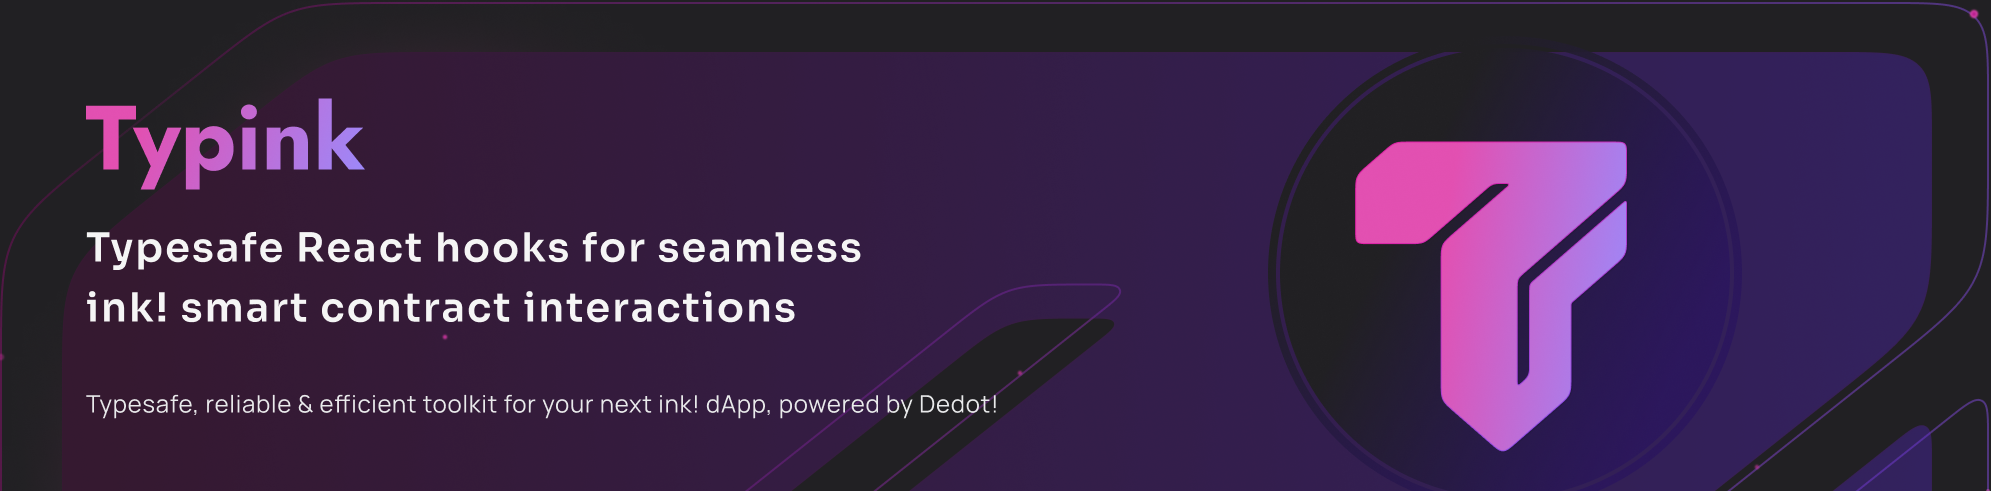 Typink
Typesafe React hooks for seamless
ink! smart contract interactions
Typesafe, reliable & efficient toolkit for your next ink! dApp, powered by Dedot!